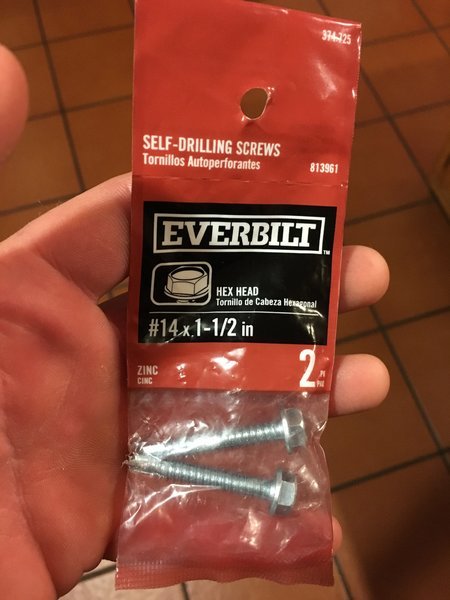 374-725
SELF-DRILLING SCREWS
Tornillos Autoperforantes
813961
EVERBILT™
HEX HEAD
Tornillo de Cabeza Hexagonal
#14 x 1-1/2 in
ZINC
CINC
2